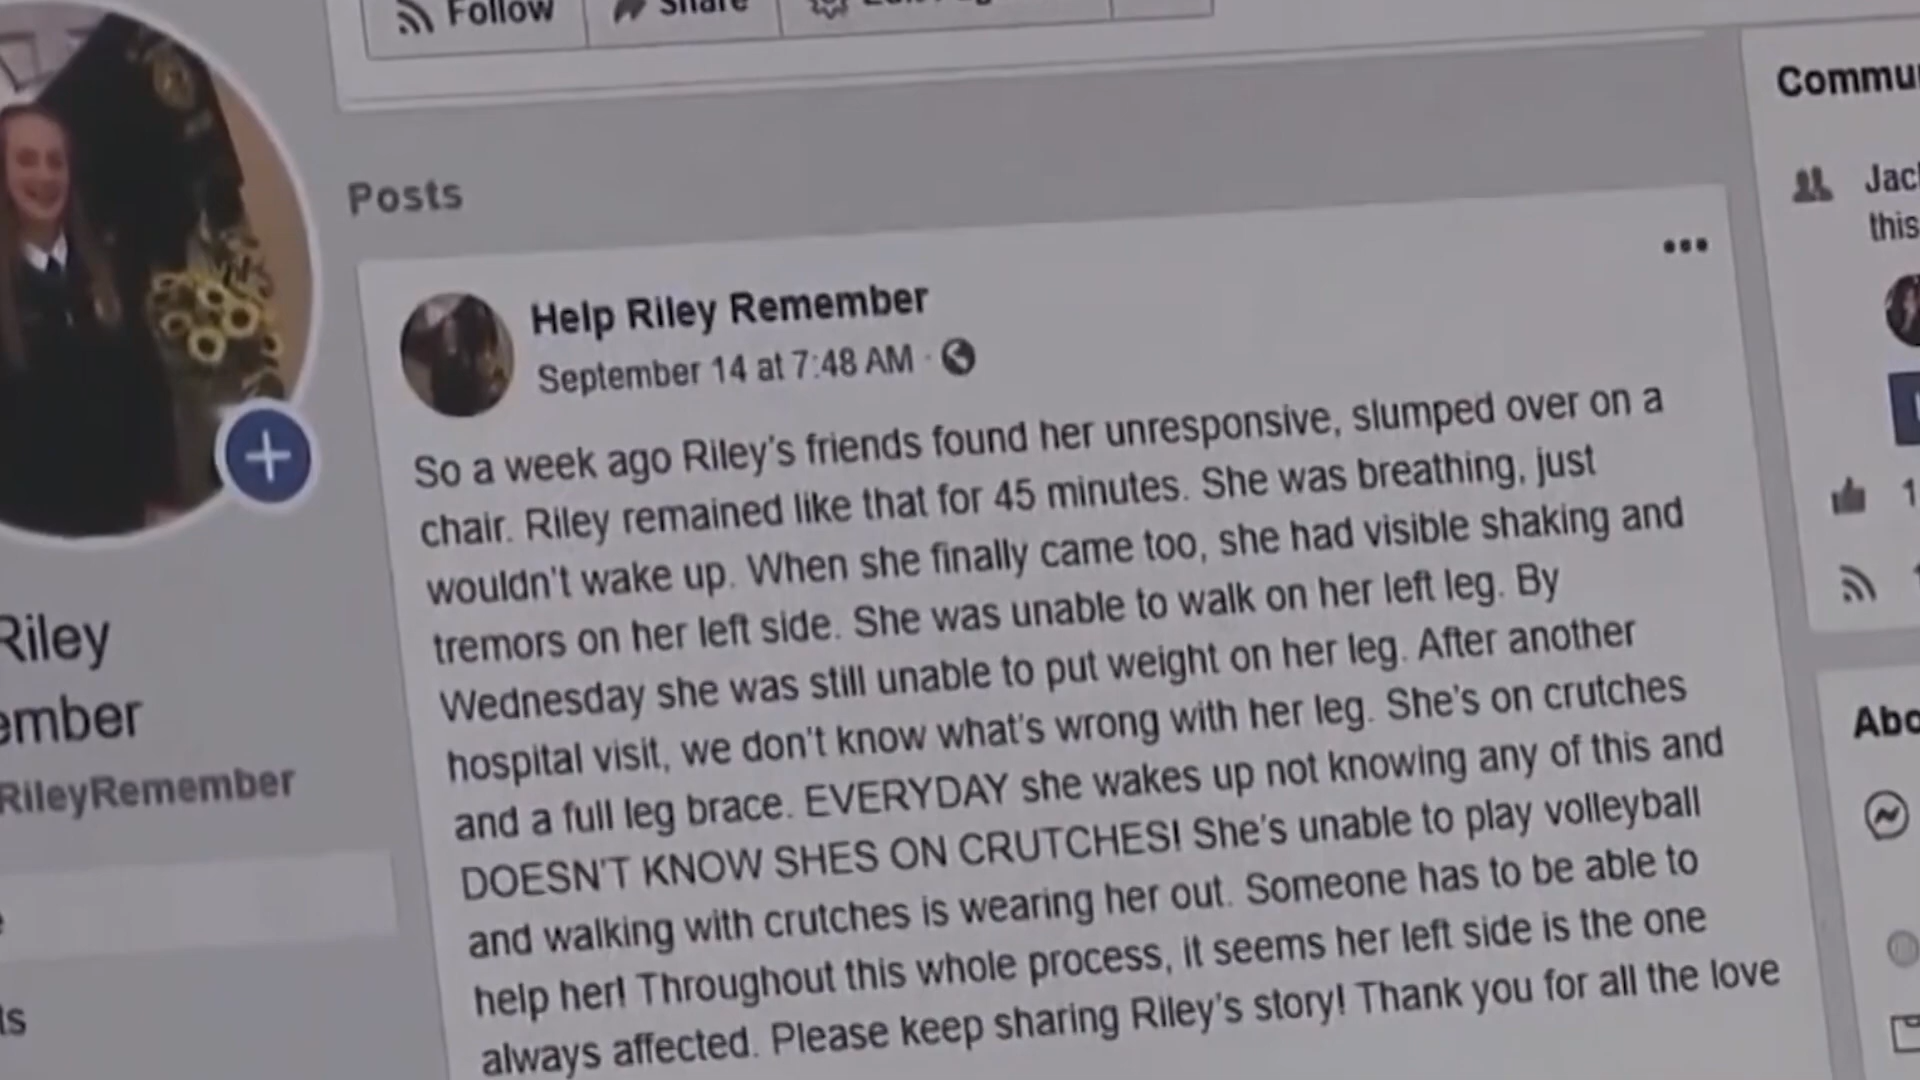 Follow
Share
Posts
Commu
Jac
this
Help Riley Remember
September 14 at 7:48 AM ·
So a week ago Riley's friends found her unresponsive, slumped over on a
chair. Riley remained like that for 45 minutes. She was breathing, just
wouldn't wake up. When she finally came too, she had visible shaking and
tremors on her left side. She was unable to walk on her left leg. By
Wednesday she was still unable to put weight on her leg. After another
hospital visit, we don't know what's wrong with her leg. She's on crutches
and a full leg brace. EVERYDAY she wakes up not knowing any of this and
DOESN'T KNOW SHES ON CRUTCHES! She's unable to play volleyball
and walking with crutches is wearing her out. Someone has to be able to
help her! Throughout this whole process, it seems her left side is the one
always affected. Please keep sharing Riley's story! Thank you for all the love
Riley
ember
RileyRemember
ts
1
Abo